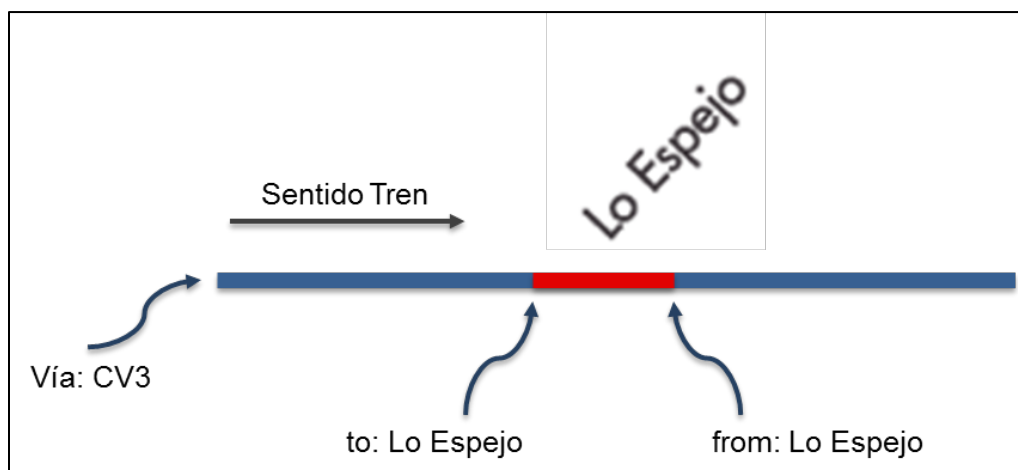 Lo Espejo
Sentido Tren
Vía: CV3
to: Lo Espejo
from: Lo Espejo